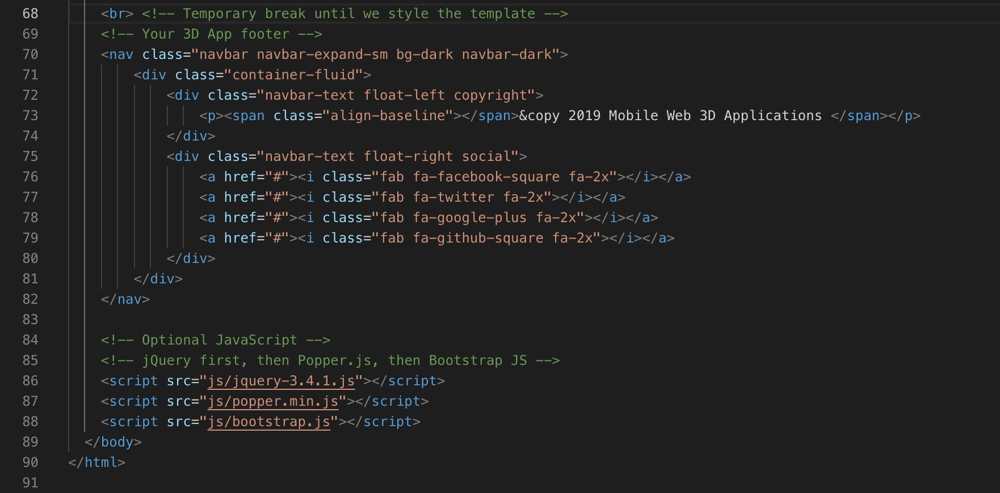 68 <br> <!-- Temporary break until we style the template -->
69 <!-- Your 3D App footer -->
70 <nav class="navbar navbar-expand-sm bg-dark navbar-dark">
71 <div class="container-fluid">
72 <div class="navbar-text float-left copyright">
73 <p><span class="align-baseline"></span>&copy 2019 Mobile Web 3D Applications </span></p>
74 </div>
75 <div class="navbar-text float-right social">
76 <a href="#"><i class="fab fa-facebook-square fa-2x"></i></a>
77 <a href="#"><i class="fab fa-twitter fa-2x"></i></a>
78 <a href="#"><i class="fab fa-google-plus fa-2x"></i></a>
79 <a href="#"><i class="fab fa-github-square fa-2x"></i></a>
80 </div>
81 </div>
82 </nav>
83
84 <!-- Optional JavaScript -->
85 <!-- jQuery first, then Popper.js, then Bootstrap JS -->
86 <script src="js/jquery-3.4.1.js"></script>
87 <script src="js/popper.min.js"></script>
88 <script src="js/bootstrap.js"></script>
89 </body>
90 </html>
91